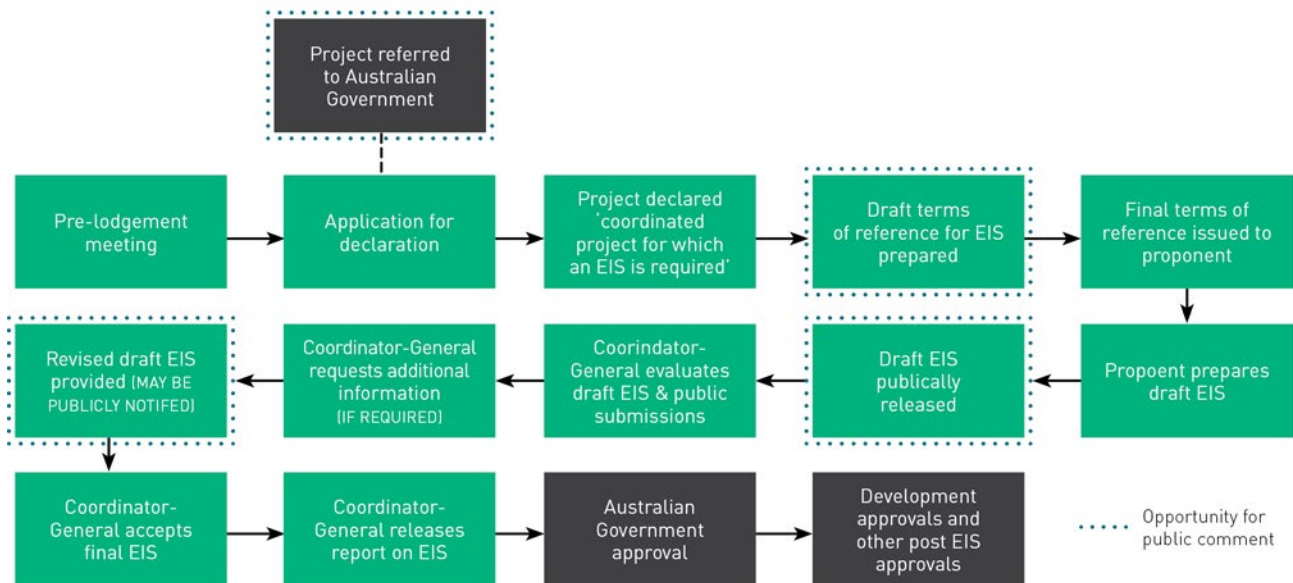 Project referred
to Australian
Government
Pre-lodgement
meeting
Application for
declaration
Project declared
‘coordinated
project for which
an EIS is required’
Draft terms
of reference for EIS
prepared
Final terms of
reference issued to
proponent
Revised draft EIS
provided (MAY BE
PUBLICLY NOTIFED)
Coordinator-General
requests additional
information
(IF REQUIRED)
Coorindator-
General evaluates
draft EIS & public
submissions
Draft EIS
publically
released
Propoent prepares
draft EIS
Coordinator-
General accepts
final EIS
Coordinator-
General releases
report on EIS
Australian
Government
approval
Development
approvals and
other post EIS
approvals
Opportunity for
public comment